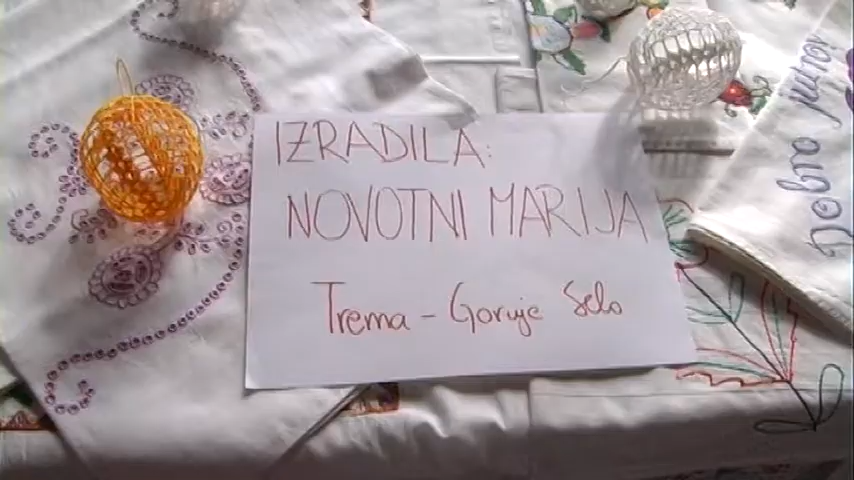 IZRADILA:
NOVOTNI MARIJA
Trema - Gornje Selo
Dobro jutro